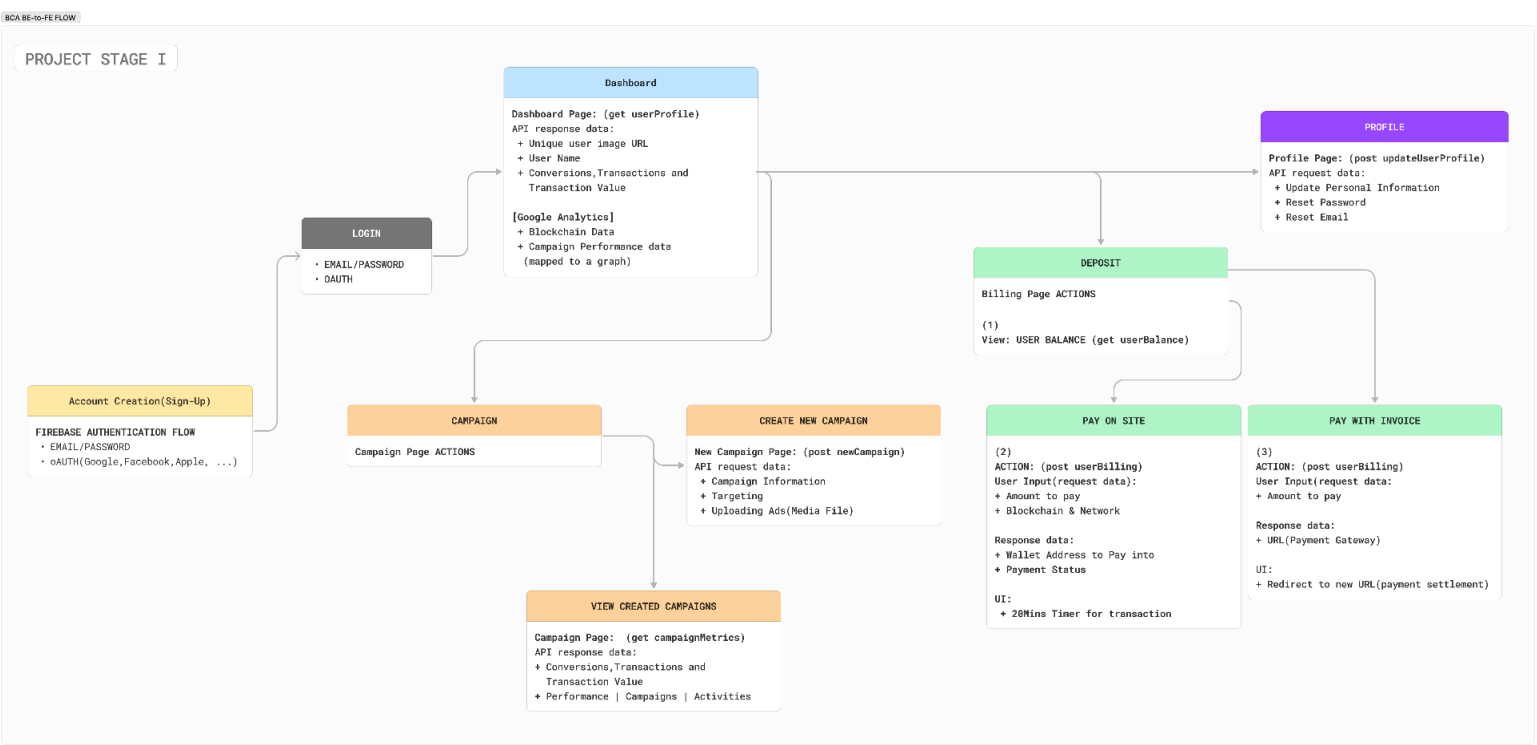 BCA BE-to-FE FLOW
PROJECT STAGE I
Dashboard
Dashboard Page: (get userProfile)
API response data:
+ Unique user image URL
+ User Name
+ Conversions,Transactions and
Transaction Value
[Google Analytics]
+ Blockchain Data
+ Campaign Performance data
(mapped to a graph)
PROFILE
Profile Page: (post updateUserProfile)
API request data:
+ Update Personal Information
+ Reset Password
+ Reset Email
LOGIN
• EMAIL/PASSWORD
• OAUTH
DEPOSIT
Billing Page ACTIONS
(1)
View: USER BALANCE (get userBalance)
Account Creation(Sign-Up)
FIREBASE AUTHENTICATION FLOW
• EMAIL/PASSWORD
• oAUTH(Google,Facebook,Apple, ...)
CAMPAIGN
Campaign Page ACTIONS
CREATE NEW CAMPAIGN
New Campaign Page: (post newCampaign)
API request data:
+ Campaign Information
+ Targeting
+ Uploading Ads(Media File)
PAY ON SITE
(2)
ACTION: (post userBilling)
User Input(request data):
+ Amount to pay
+ Blockchain & Network
Response data:
+ Wallet Address to Pay into
+ Payment Status
UI:
+ 20Mins Timer for transaction
PAY WITH INVOICE
(3)
ACTION: (post userBilling)
User Input(request data:
+ Amount to pay
Response data:
+ URL(Payment Gateway)
UI:
+ Redirect to new URL(payment settlement)
VIEW CREATED CAMPAIGNS
Campaign Page: (get campaignMetrics)
API response data:
+ Conversions,Transactions and
Transaction Value
+ Performance | Campaigns | Activities